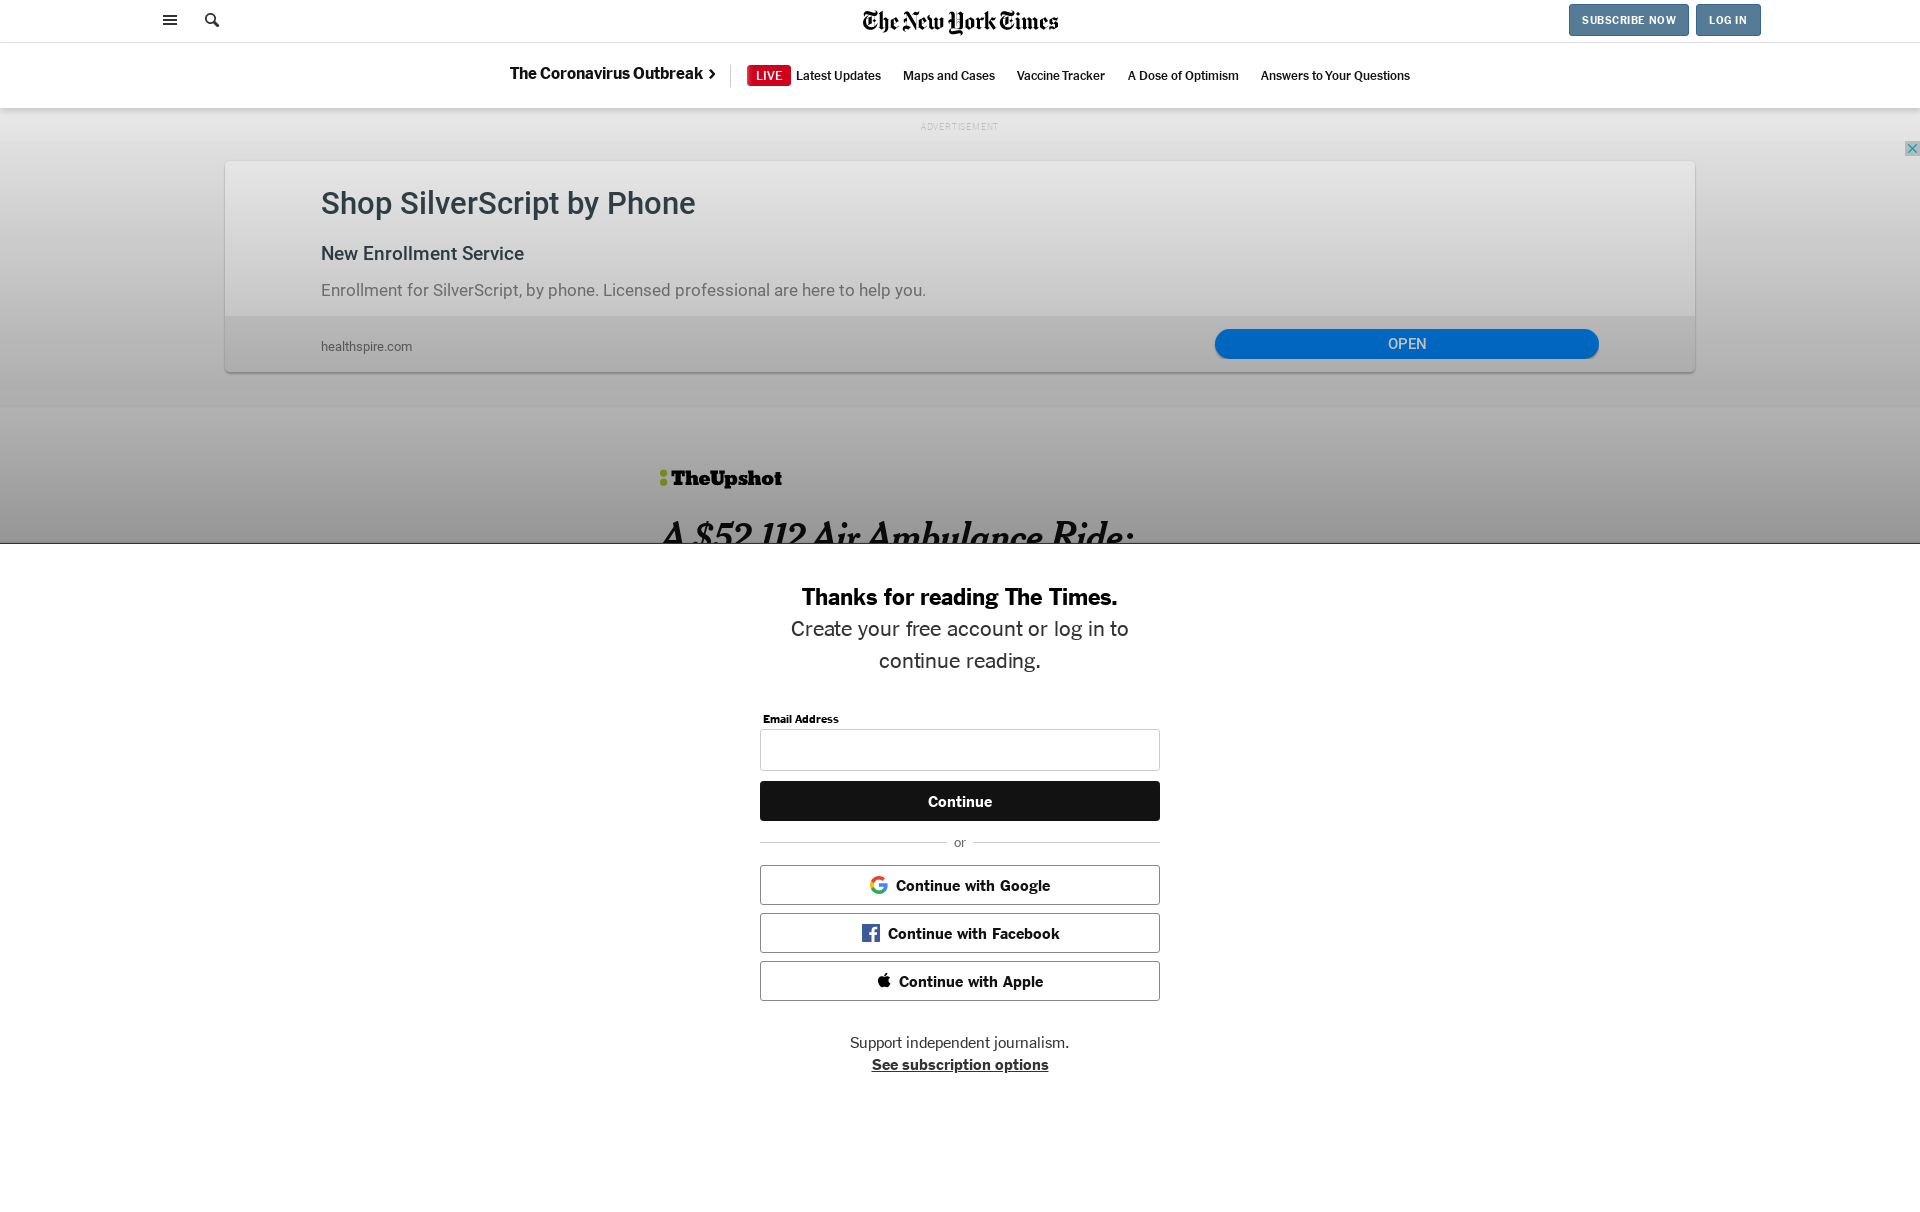 The New York Times
SUBSCRIBE NOW
LOG IN
The Coronavirus Outbreak
LIVE Latest Updates
Maps and Cases
Vaccine Tracker
A Dose of Optimism
Answers to Your Questions
ADVERTISEMENT
Shop SilverScript by Phone
New Enrollment Service
Enrollment for SilverScript, by phone. Licensed professional are here to help you.
healthspire.com
OPEN
TheUpshot
A $52,112 Air Ambulance Ride:
Thanks for reading The Times.
Create your free account or log in to
continue reading.
Email Address
Continue
or
Continue with Google
Continue with Facebook
Continue with Apple
Support independent journalism.
See subscription options